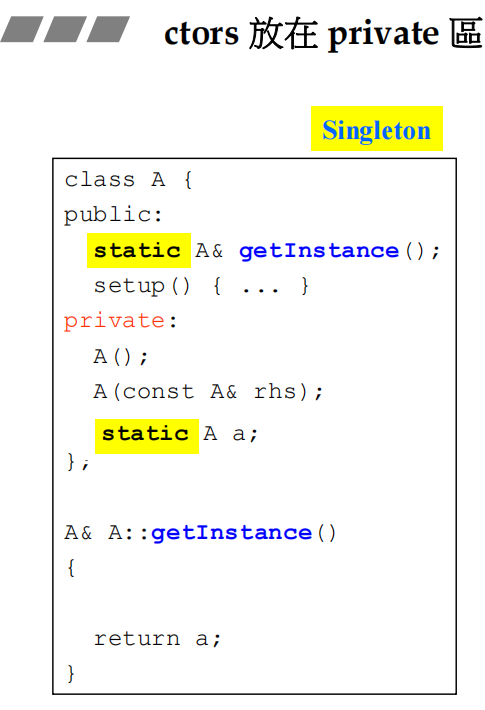 ctors 放在 private 區
Singleton
class A {
public:
static A& getInstance();
setup() { ... }
private:
A();
A(const A& rhs);
static A a;
};
A& A::getInstance()
{
return a;
}